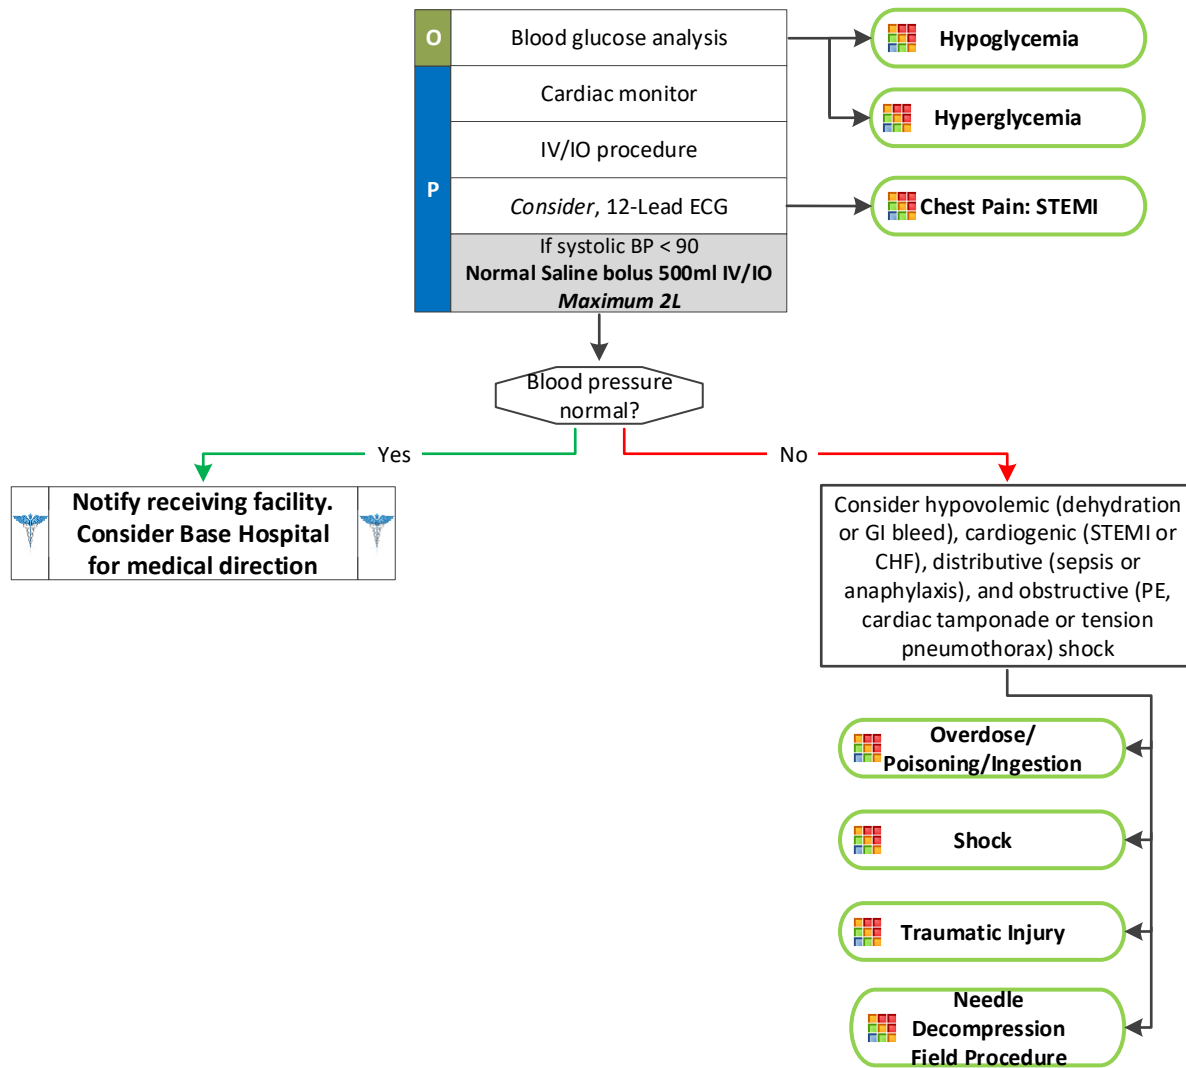 O
Blood glucose analysis
Hypoglycemia
Hyperglycemia
P
Cardiac monitor
IV/IO procedure
Consider, 12-Lead ECG
Chest Pain: STEMI
If systolic BP < 90
Normal Saline bolus 500ml IV/IO
Maximum 2L
Blood pressure
normal?
Yes
No
Notify receiving facility.
Consider Base Hospital
for medical direction
Consider hypovolemic (dehydration
or GI bleed), cardiogenic (STEMI or
CHF), distributive (sepsis or
anaphylaxis), and obstructive (PE,
cardiac tamponade or tension
pneumothorax) shock
Overdose/
Poisoning/Ingestion
Shock
Traumatic Injury
Needle
Decompression
Field Procedure